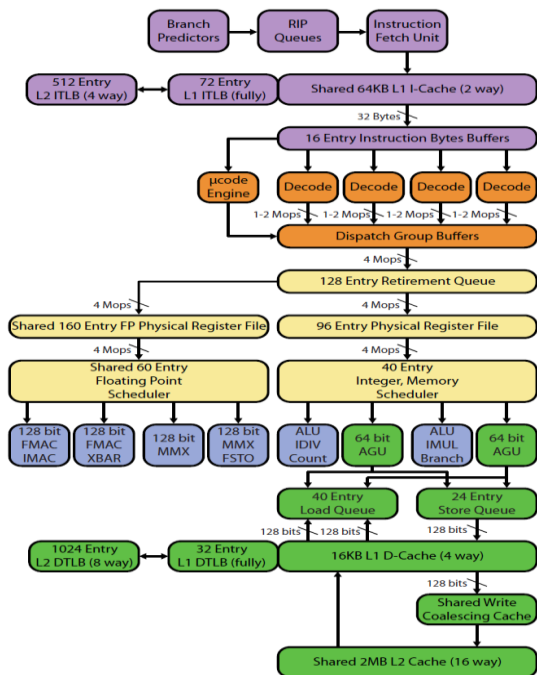 Branch
Predictors
RIP
Queues
Instruction
Fetch Unit
512 Entry
L2 ITLB (4 way)
72 Entry
L1 ITLB (fully)
Shared 64KB L1 I-Cache (2 way)
32 Bytes
16 Entry Instruction Bytes Buffers
µcode
Engine
Decode
Decode
Decode
Decode
1-2 Mops
1-2 Mops
1-2 Mops
1-2 Mops
Dispatch Group Buffers
4 Mops
128 Entry Retirement Queue
4 Mops
4 Mops
Shared 160 Entry FP Physical Register File
96 Entry Physical Register File
4 Mops
4 Mops
Shared 60 Entry
Floating Point
Scheduler
40 Entry
Integer, Memory
Scheduler
128 bit
FMAC
IMAC
128 bit
FMAC
XBAR
128 bit
MMX
128 bit
MMX
FSTO
ALU
IDIV
Count
64 bit
AGU
ALU
IMUL
Branch
64 bit
AGU
40 Entry
Load Queue
24 Entry
Store Queue
128 bits
128 bits
128 bits
1024 Entry
L2 DTLB (8 way)
32 Entry
L1 DTLB (fully)
16KB L1 D-Cache (4 way)
128 bits
Shared Write
Coalescing Cache
Shared 2MB L2 Cache (16 way)